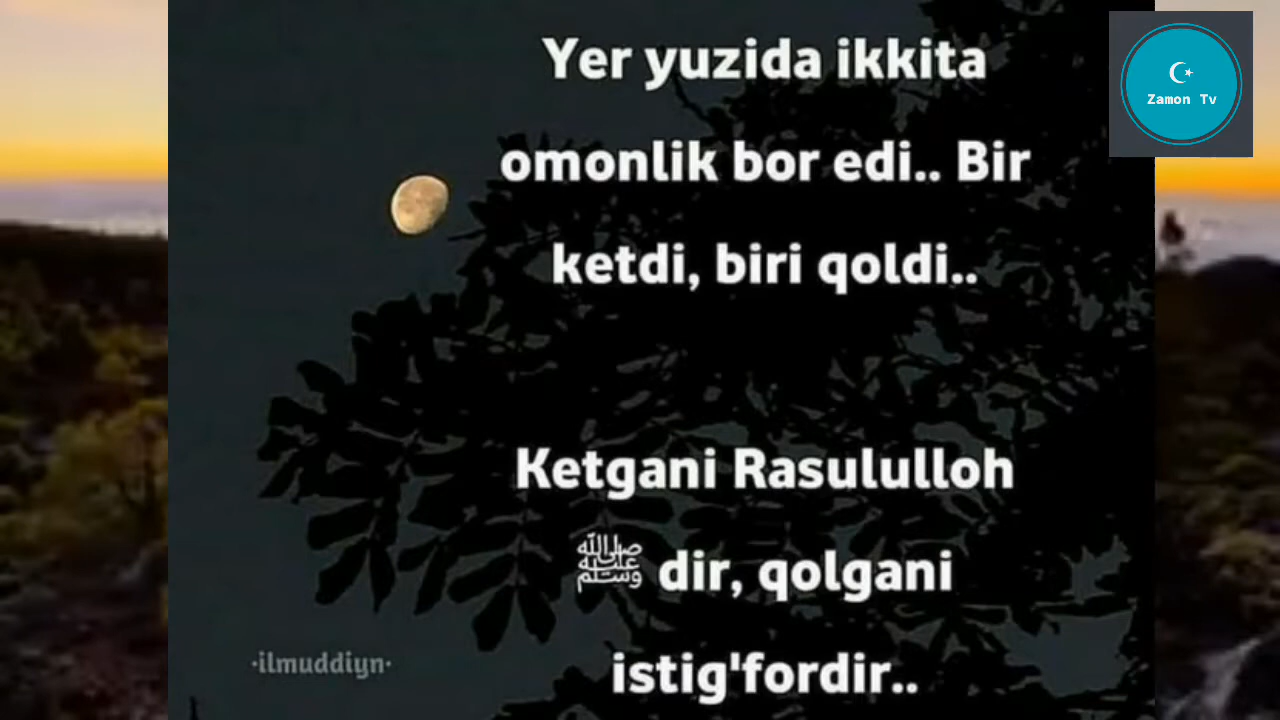 Yer yuzida ikkita
omonlik bor edi.. Bir
ketdi, biri qoldi..
Ketgani Rasululloh
ﷺ dir, qolgani
istig'fordir..
·ilmuddiyn·
Zamon Tv